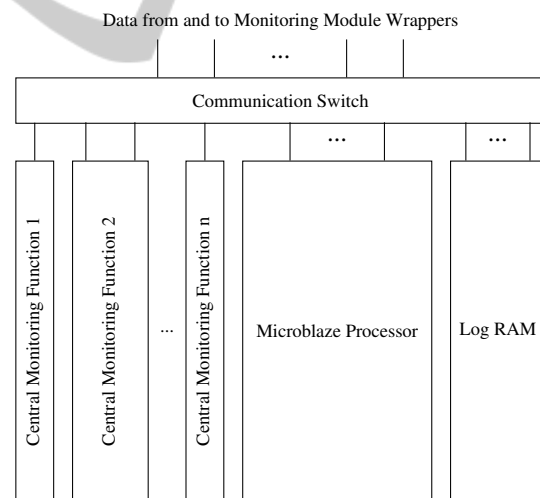 Data from and to Monitoring Module Wrappers
...
Communication Switch
... ...
Central Monitoring Function 1
Central Monitoring Function 2
...
Central Monitoring Function n
Microblaze Processor
Log RAM